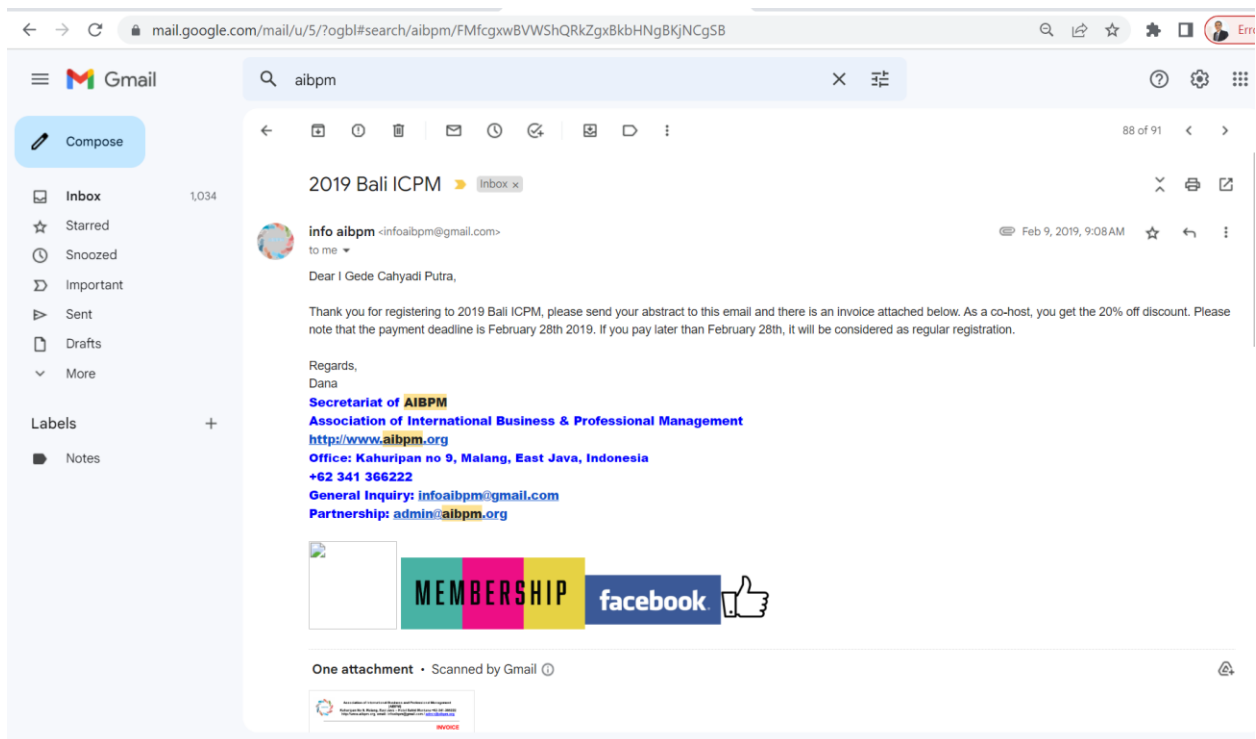 mail.google.com/mail/u/5/?ogbl#search/aibpm/FMfcgxwBVWShQRkZgxBkbHNgBKjNCgSB
Erro
Gmail
aibpm
Compose
88 of 91
Inbox 1,034
Starred
Snoozed
Important
Sent
Drafts
More
Labels
Notes
2019 Bali ICPM Inbox x
info aibpm <infoaibpm@gmail.com> Feb 9, 2019, 9:08 AM
to me
Dear I Gede Cahyadi Putra,
Thank you for registering to 2019 Bali ICPM, please send your abstract to this email and there is an invoice attached below. As a co-host, you get the 20% off discount. Please
note that the payment deadline is February 28th 2019. If you pay later than February 28th, it will be considered as regular registration.
Regards,
Dana
Secretariat of AIBPM
Association of International Business & Professional Management
http://www.aibpm.org
Office: Kahuripan no 9, Malang, East Java, Indonesia
+62 341 366222
General Inquiry: infoaibpm@gmail.com
Partnership: admin@aibpm.org
MEMBERSHIP
facebook.
One attachment • Scanned by Gmail
INVOICE